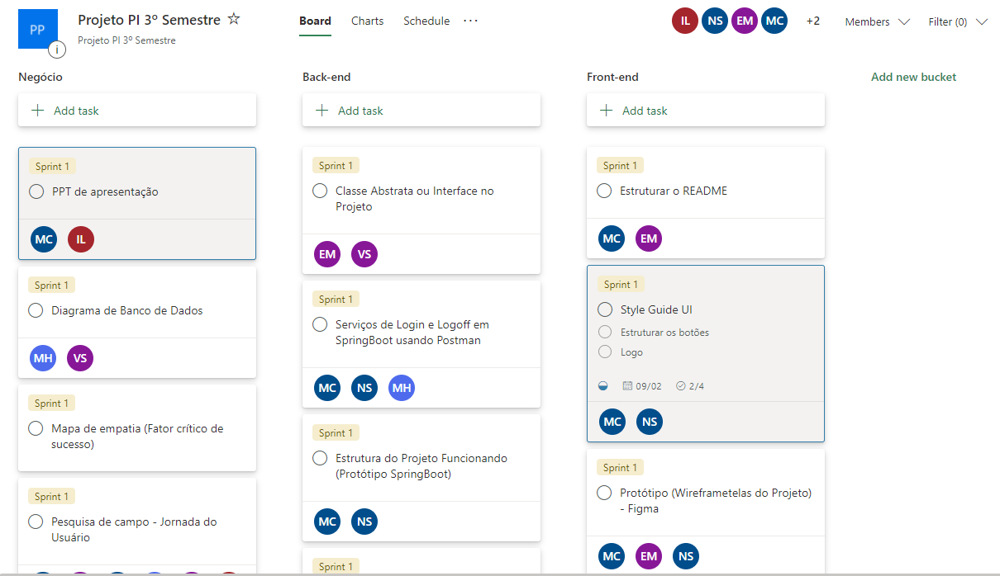 PP
Projeto PI 3º Semestre
Projeto PI 3º Semestre
i
Board
Charts
Schedule
...
IL
NS
EM
MC
+2
Members
Filter (0)
Negócio
Add task
Sprint 1
PPT de apresentação
MC
IL
Sprint 1
Diagrama de Banco de Dados
MH
VS
Sprint 1
Mapa de empatia (Fator crítico de
sucesso)
Sprint 1
Pesquisa de campo - Jornada do
Usuário
Back-end
Add task
Sprint 1
Classe Abstrata ou Interface no
Projeto
EM
VS
Sprint 1
Serviços de Login e Logoff em
SpringBoot usando Postman
MC
NS
MH
Sprint 1
Estrutura do Projeto Funcionando
(Protótipo SpringBoot)
MC
NS
Sprint 1
Front-end
Add task
Sprint 1
Estruturar o README
MC
EM
Sprint 1
Style Guide UI
Estruturar os botões
Logo
09/02
2/4
MC
NS
Sprint 1
Protótipo (Wireframetelas do Projeto)
- Figma
MC
EM
NS
Add new bucket